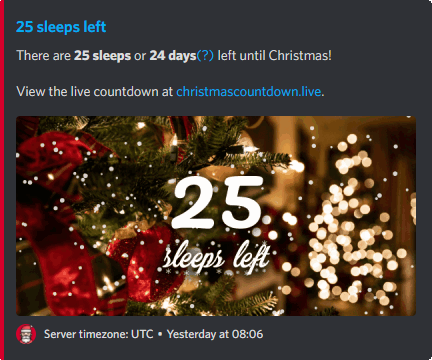 25 sleeps left
There are 25 sleeps or 24 days(?) left until Christmas!
View the live countdown at christmascountdown.live.
25
sleeps left
Server timezone: UTC • Yesterday at 08:06